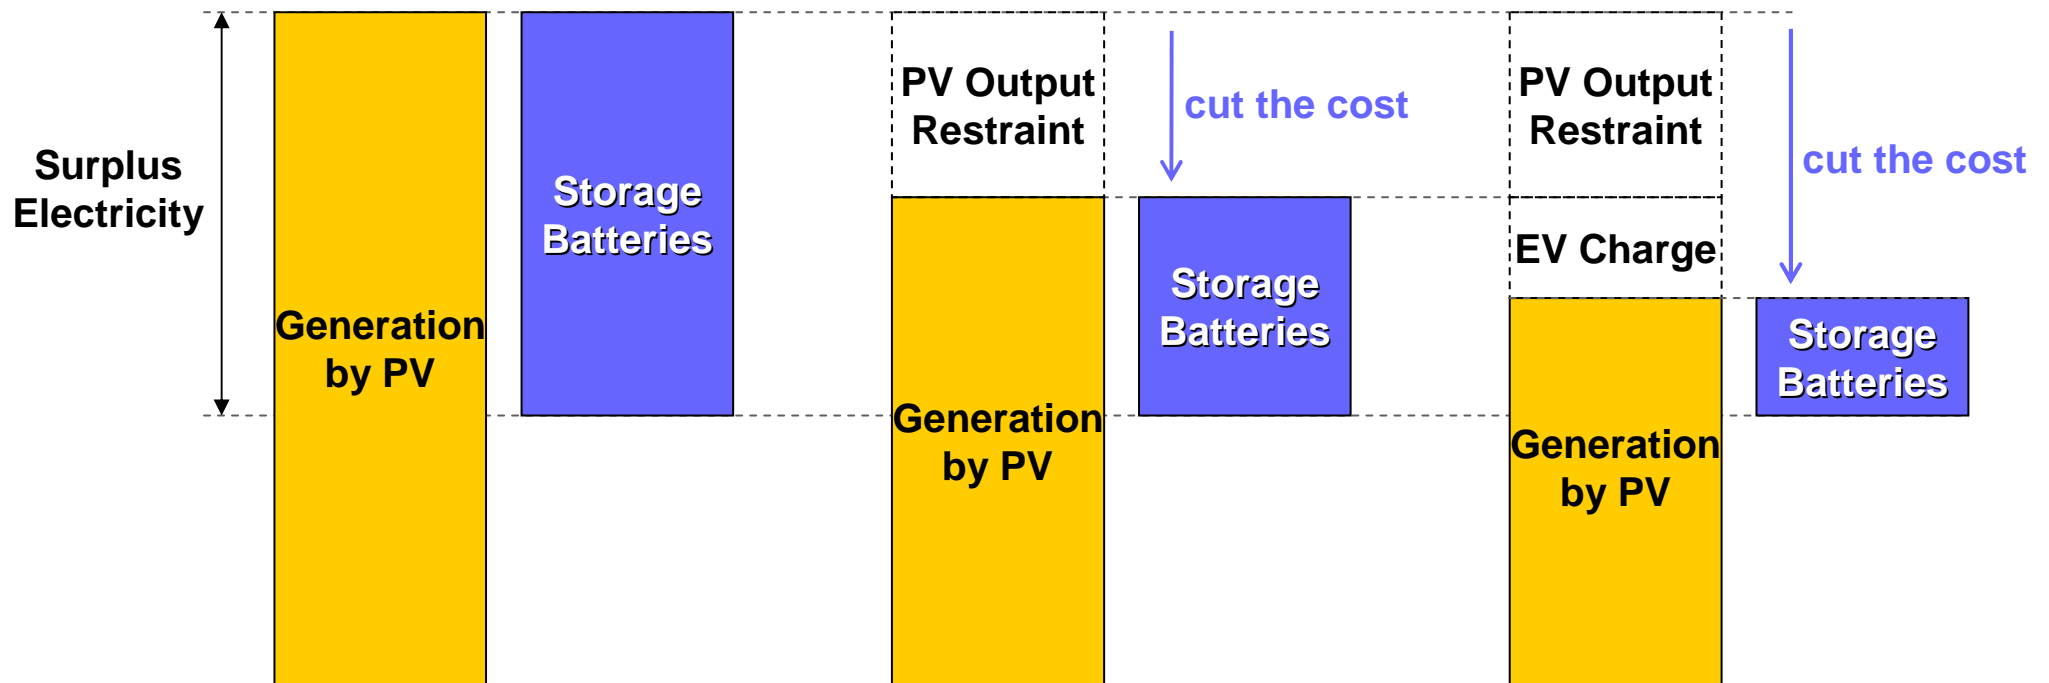 Surplus
Electricity
Generation
by PV
Storage
Batteries
PV Output
Restraint
Generation
by PV
cut the cost
Storage
Batteries
PV Output
Restraint
EV Charge
Generation
by PV
cut the cost
Storage
Batteries